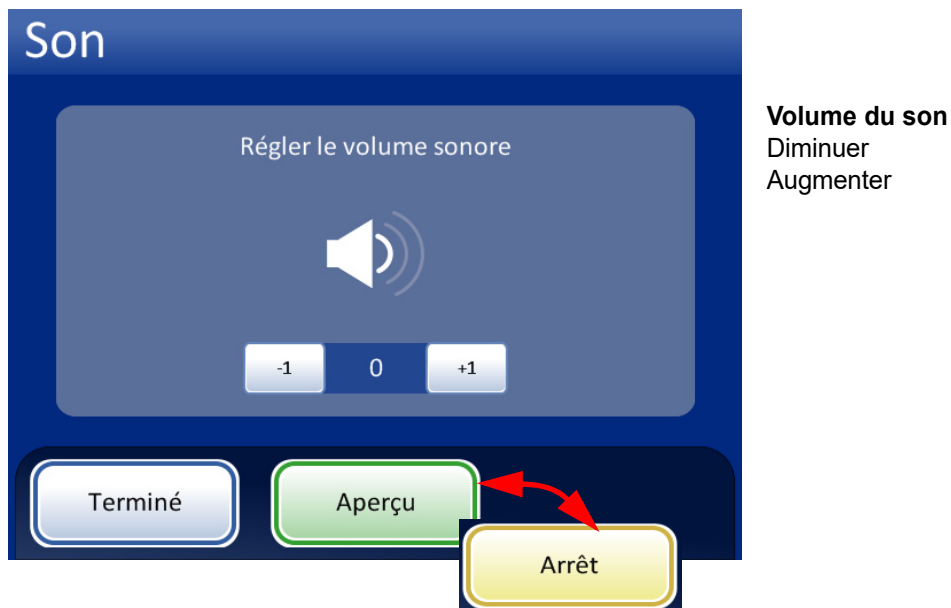 Son
Régler le volume sonore
-1 0 +1
Terminé Aperçu
Arrêt
Volume du son
Diminuer
Augmenter